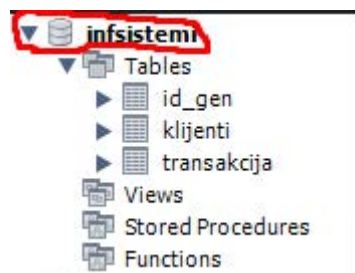 infsistemi
Tables
id_gen
klijenti
transakcija
Views
Stored Procedures
Functions